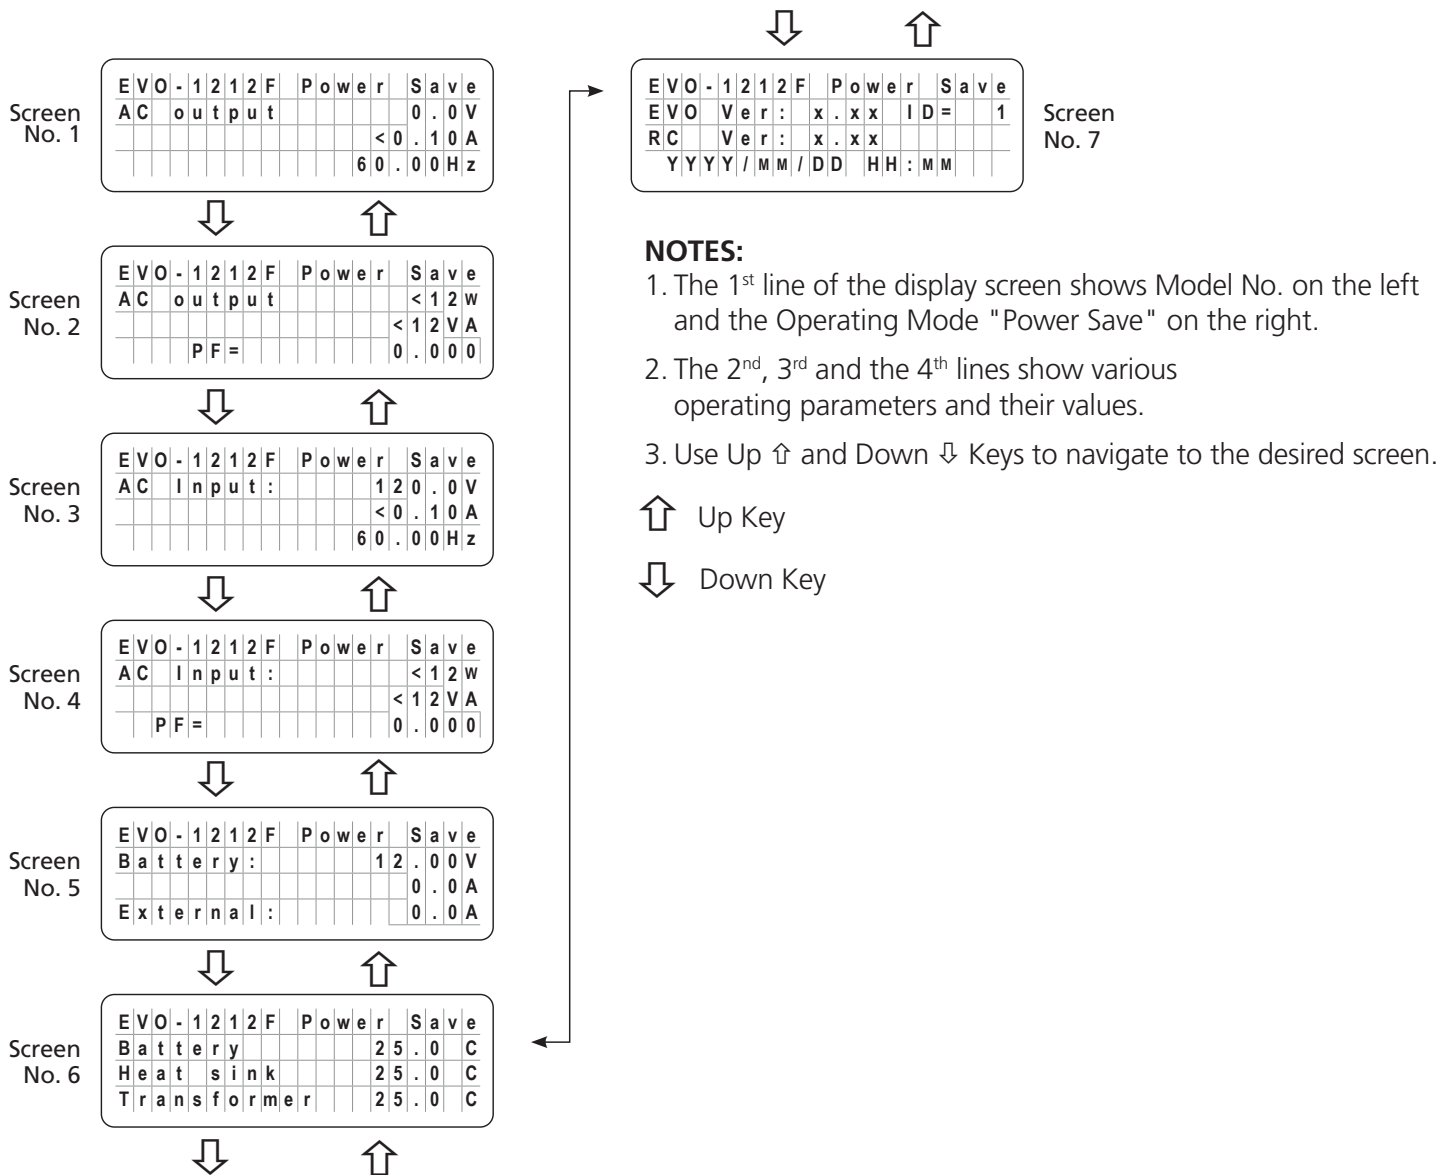 Screen
No. 1
EVO-1212F Power Save
AC output 0.0V
<0.10A
60.00Hz
Screen
No. 2
EVO-1212F Power Save
AC output <12W
<12VA
PF= 0.000
Screen
No. 3
EVO-1212F Power Save
AC Input: 120.0V
<0.10A
60.00Hz
Screen
No. 4
EVO-1212F Power Save
AC Input: <12W
<12VA
PF= 0.000
Screen
No. 5
EVO-1212F Power Save
Battery: 12.00V
0.0A
External: 0.0A
Screen
No. 6
EVO-1212F Power Save
Battery 25.0 C
Heat sink 25.0 C
Transformer 25.0 C
EVO-1212F Power Save
EVO Ver: x.xx ID= 1
RC Ver: x.xx
YYYY/MM/DD HH:MM
Screen
No. 7
NOTES:
1. The 1st line of the display screen shows Model No. on the left
and the Operating Mode "Power Save" on the right.
2. The 2nd, 3rd and the 4th lines show various
operating parameters and their values.
3. Use Up ⇧ and Down ⇩ Keys to navigate to the desired screen.
⇧ Up Key
⇩ Down Key